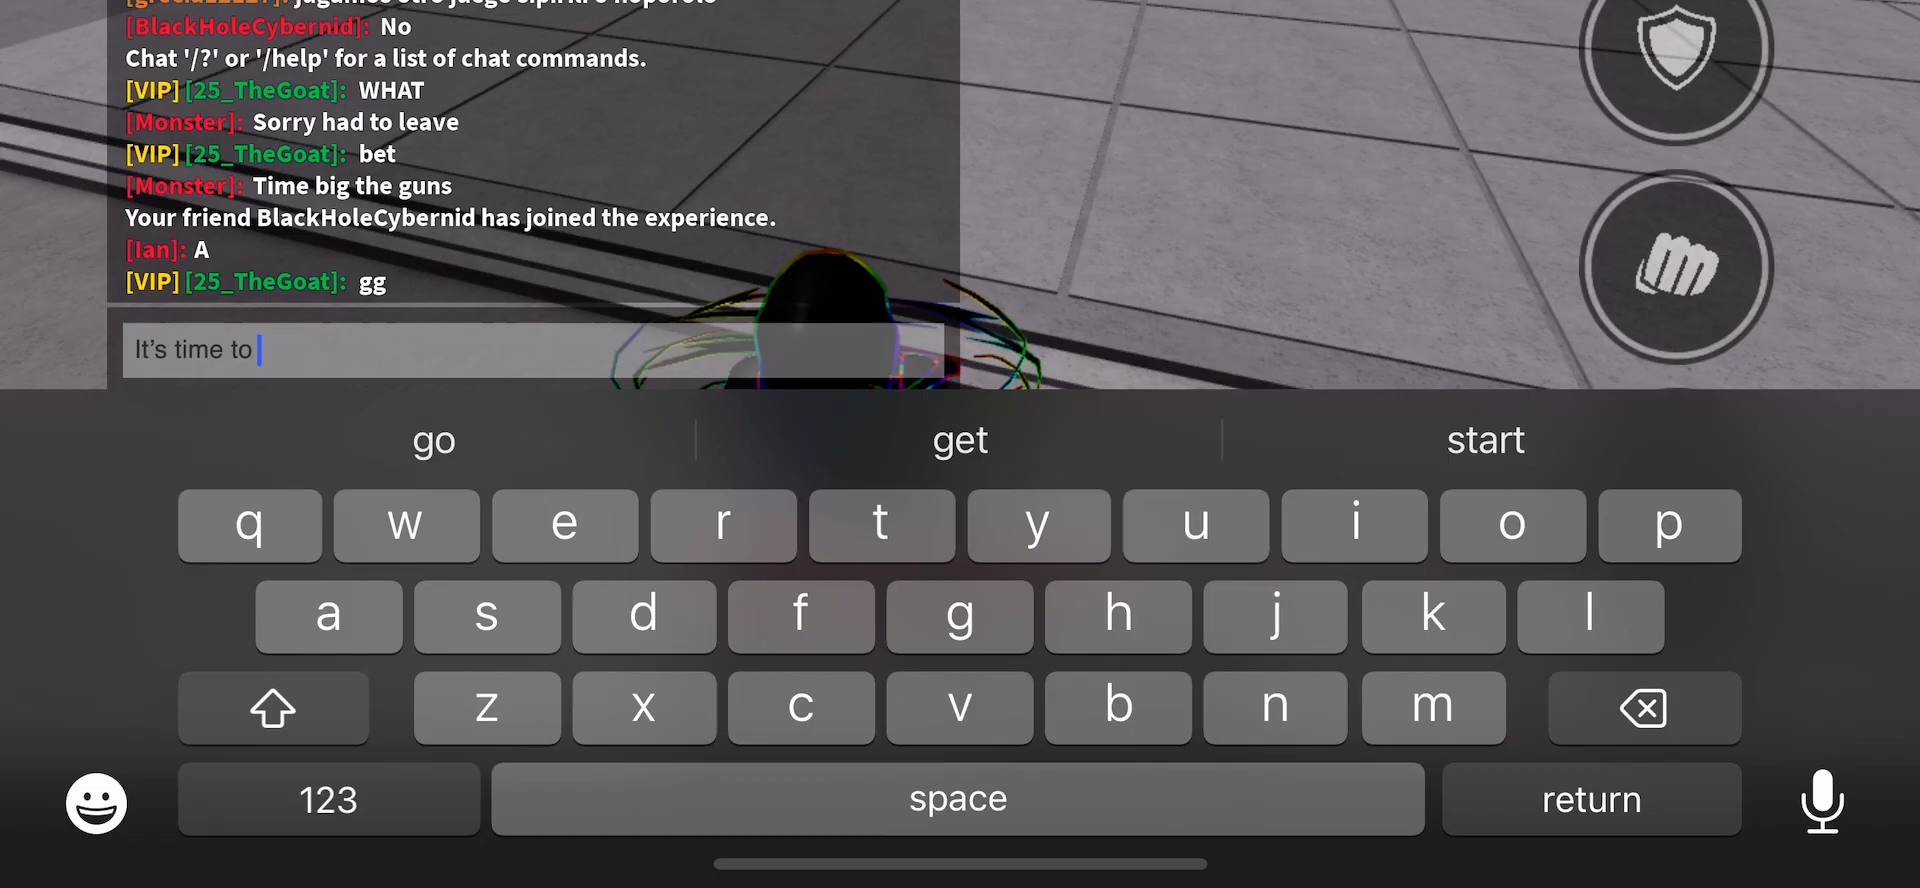 [BlackHoleCybernid]: No
Chat '/?' or '/help' for a list of chat commands.
[VIP] [25_TheGoat]: WHAT
[Monster]: Sorry had to leave
[VIP] [25_TheGoat]: bet
[Monster]: Time big the guns
Your friend BlackHoleCybernid has joined the experience.
[Ian]: A
[VIP] [25_TheGoat]: gg
It’s time to
go get start
q w e r t y u i o p
a s d f g h j k l
z x c v b n m
123 space return